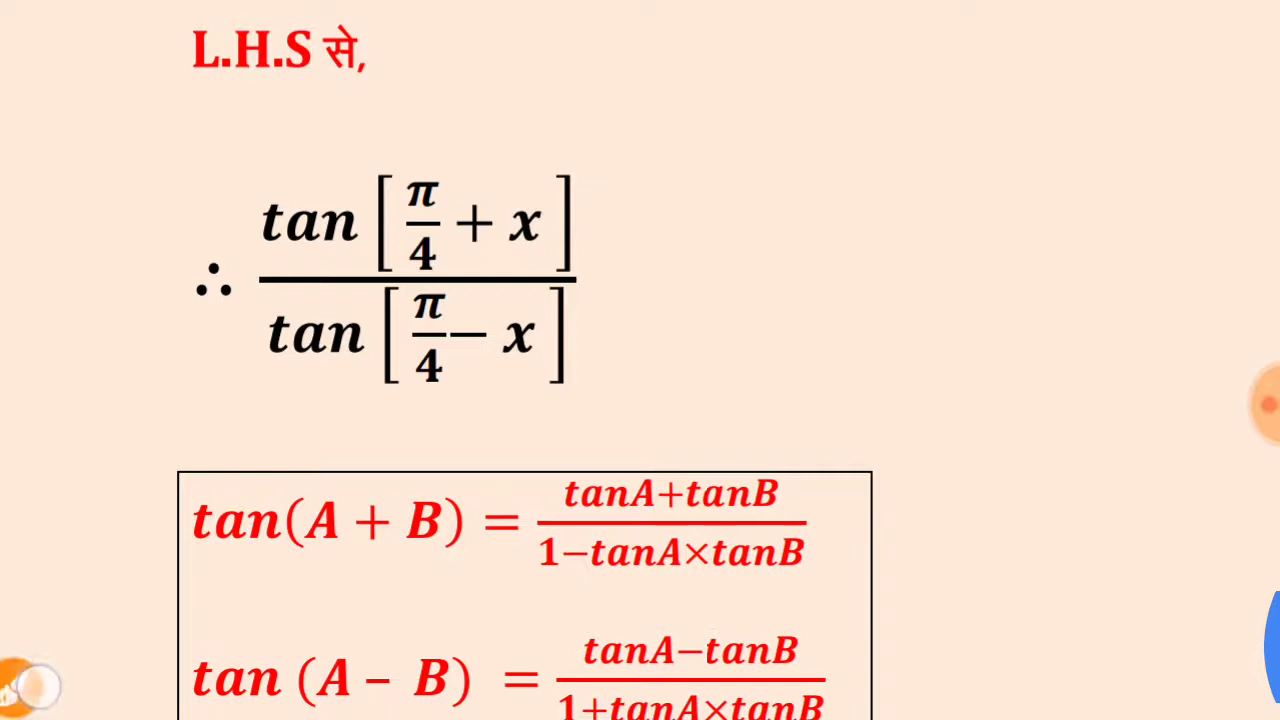 L.H.S से,
∴ tan[π/4 + x] / tan[π/4 − x]
tan(A + B) = tanA+tanB / 1−tanA×tanB
tan (A – B) = tanA−tanB / 1+tanA×tanB